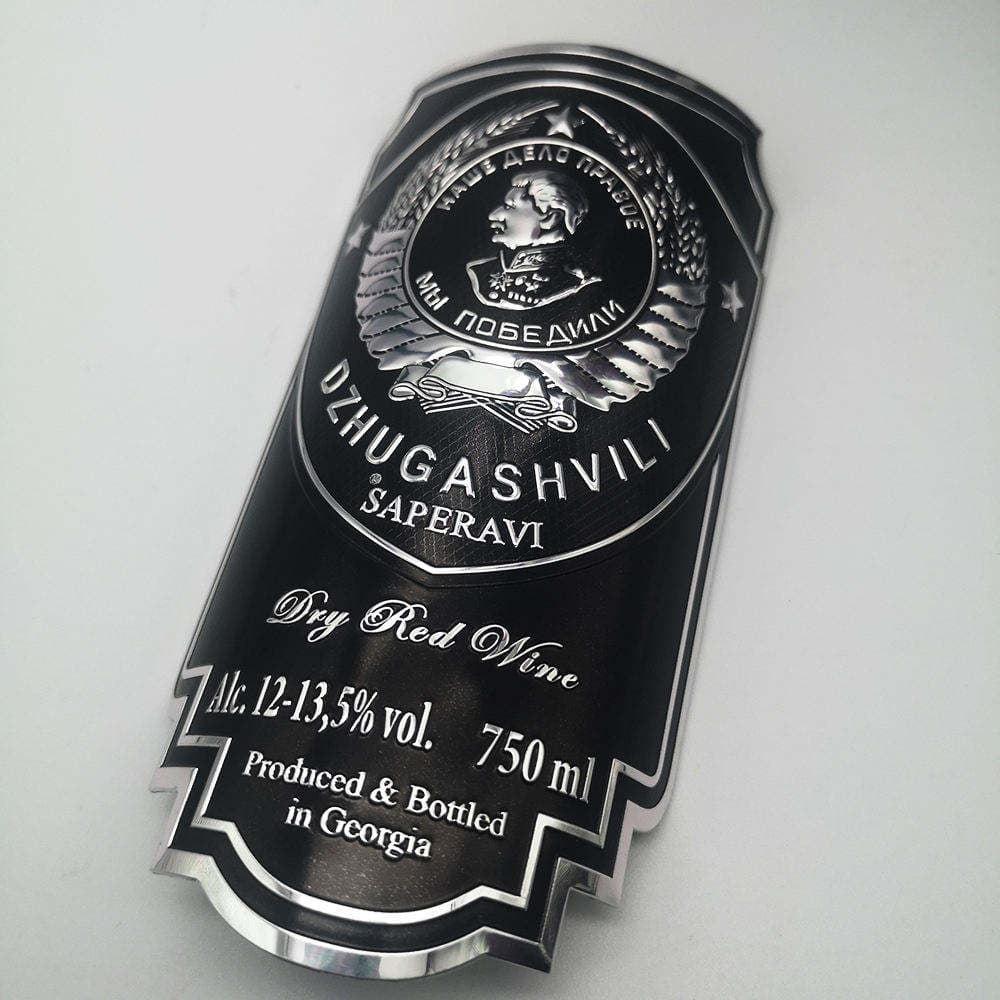 НАШЕ ДЕЛО ПРАВОЕ
МЫ ПОБЕДИЛИ
DZHUGASHVILI
®
SAPERAVI
Dry Red Wine
Alc. 12-13,5% vol. 750 ml
Produced & Bottled
in Georgia